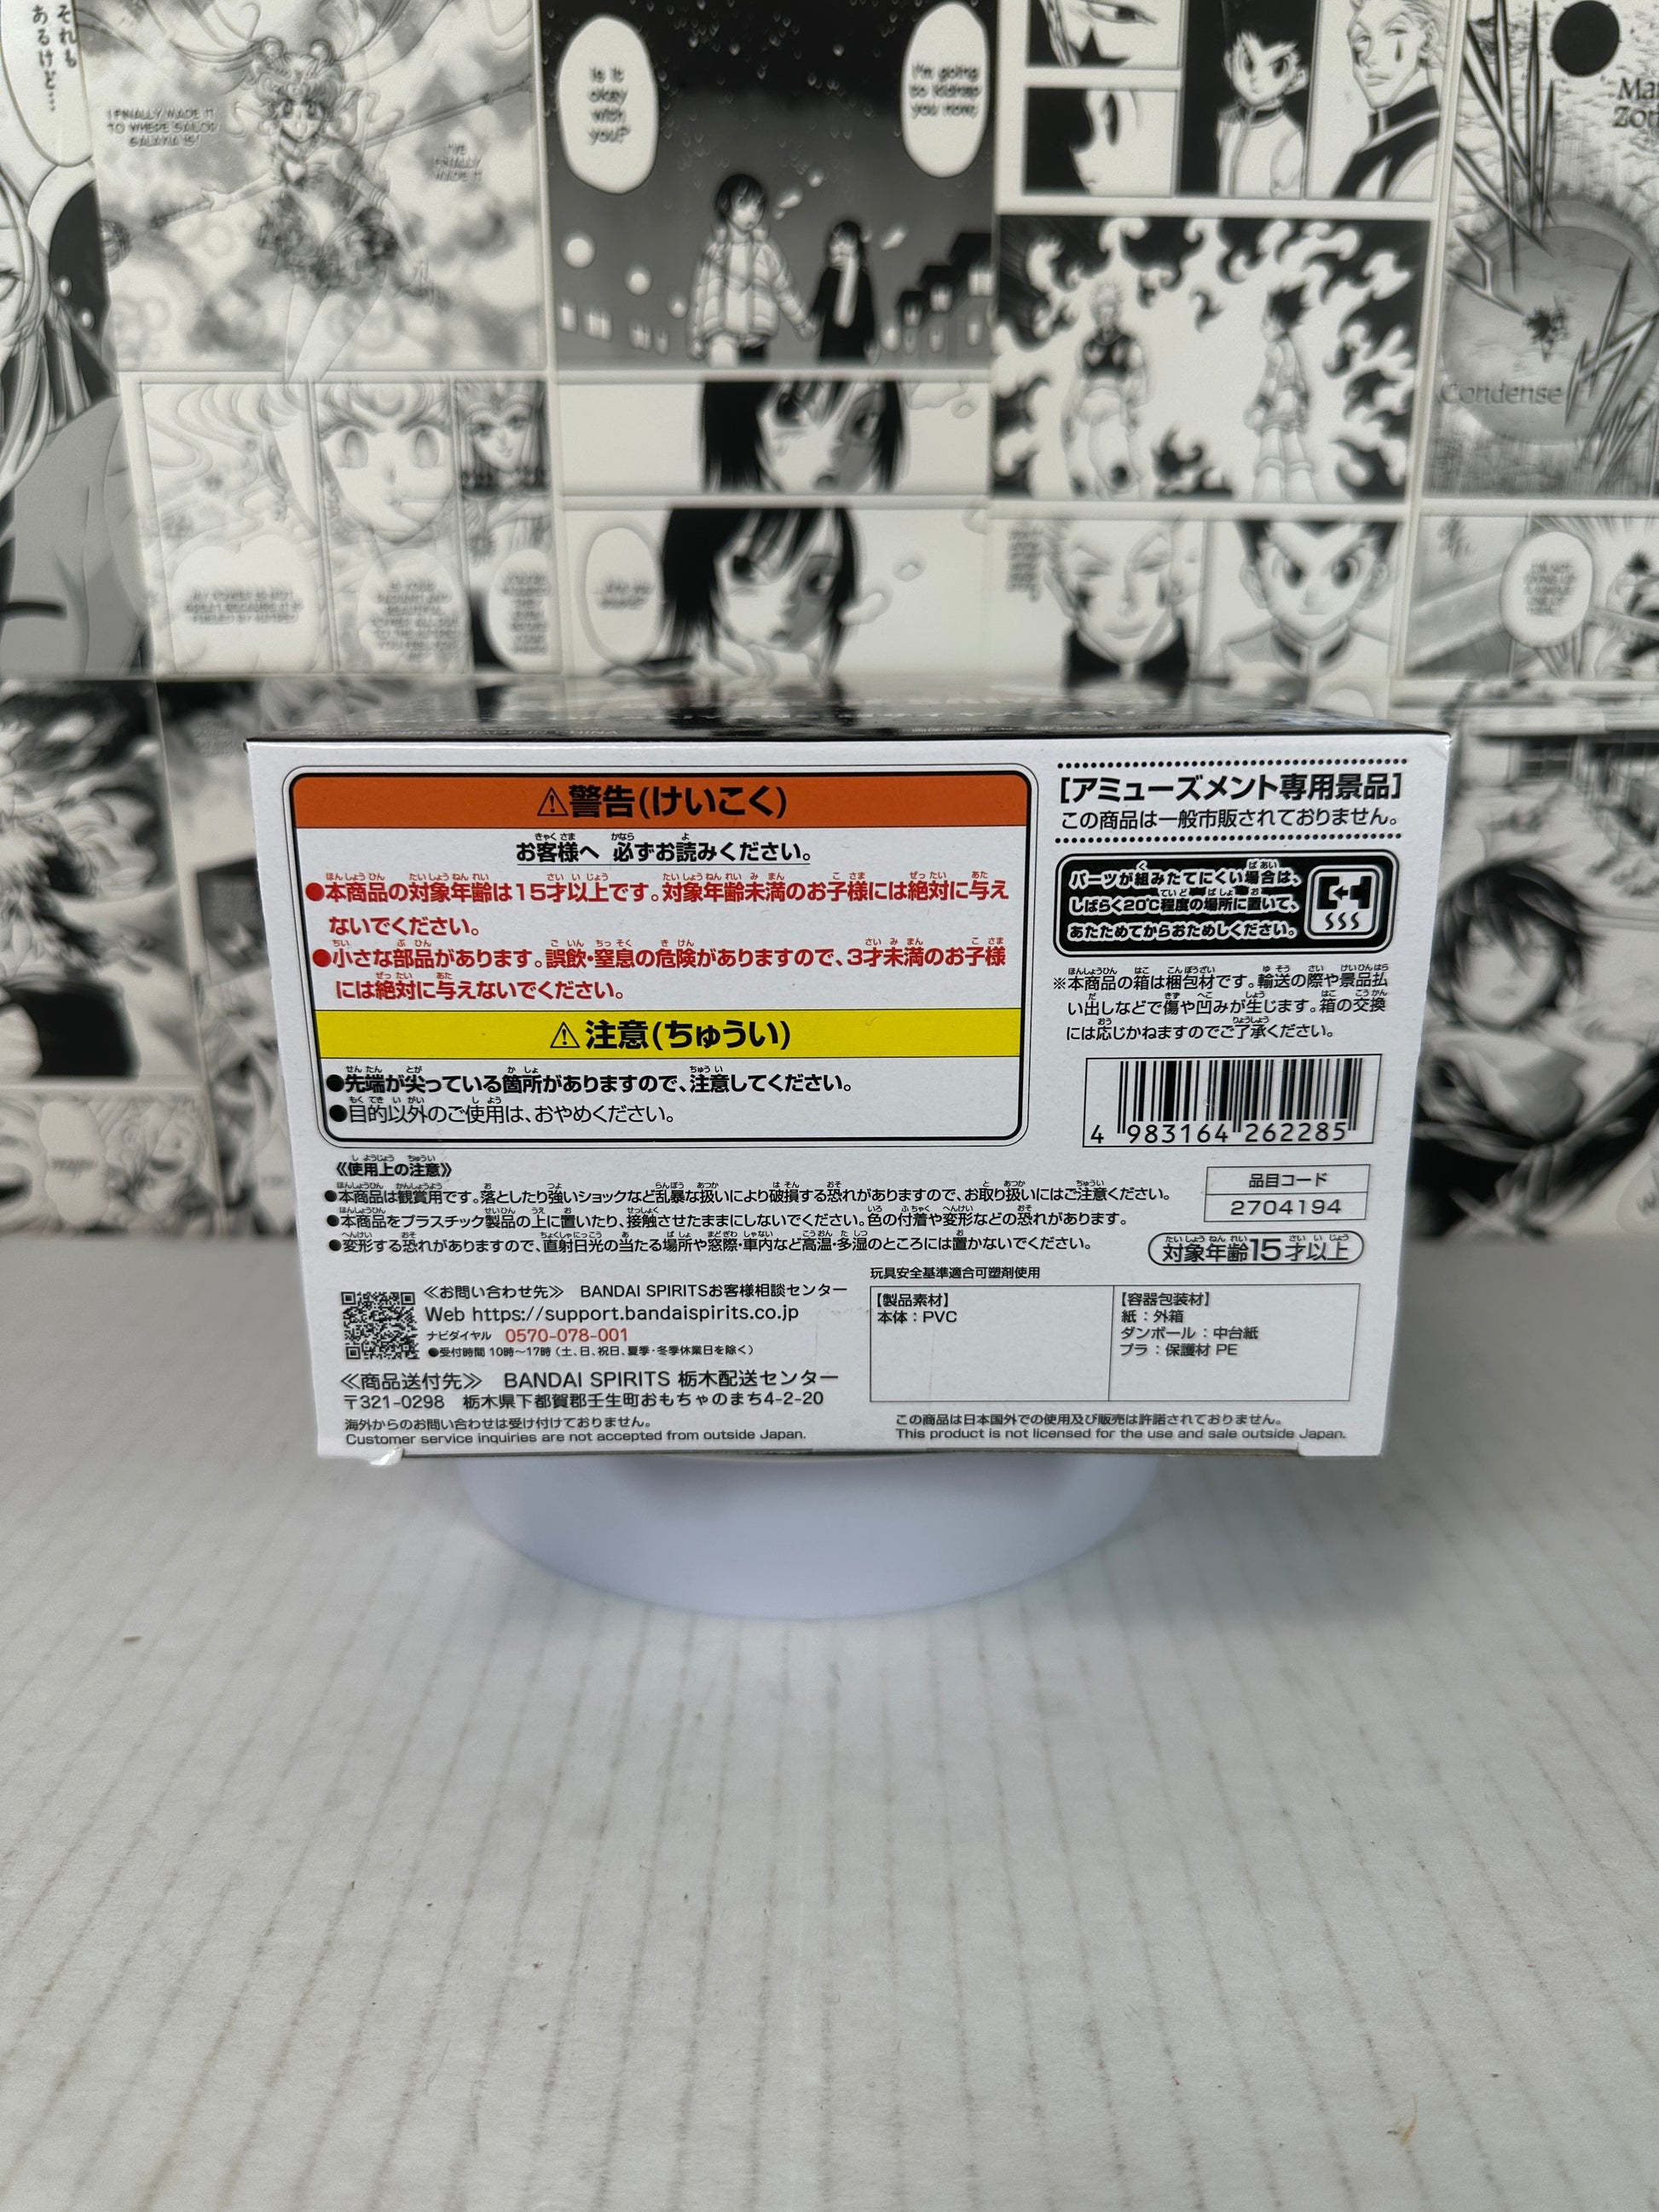 それも
あるけど…
I FINALLY MADE IT
TO WHERE SAILOR
GALAXIA IS!
I'VE
FINALLY
MADE IT
Is it
okay
with
you?
I'm going
to kidnap
you now,
Condense
⚠警告(けいこく)
お客様へ 必ずお読みください。
●本商品の対象年齢は15才以上です。対象年齢未満のお子様には絶対に与え
ないでください。
●小さな部品があります。誤飲・窒息の危険がありますので、3才未満のお子様
には絶対に与えないでください。
⚠注意(ちゅうい)
●先端が尖っている箇所がありますので、注意してください。
●目的以外のご使用は、おやめください。
[アミューズメント専用景品]
この商品は一般市販されておりません。
パーツが組みたてにくい場合は、
しばらく20℃程度の場所に置いて、
あたためてからおためしください。
※本商品の箱は梱包材です。輸送の際や景品払
い出しなどで傷や凹みが生じます。箱の交換
には応じかねますのでご了承ください。
4 983164 262285
《使用上の注意》
●本商品は観賞用です。落としたり強いショックなど乱暴な扱いにより破損する恐れがありますので、お取り扱いにはご注意ください。
●本商品をプラスチック製品の上に置いたり、接触させたままにしないでください。色の付着や変形などの恐れがあります。
●変形する恐れがありますので、直射日光の当たる場所や窓際・車内など高温・多湿のところには置かないでください。
品目コード
2704194
対象年齢15才以上
≪お問い合わせ先≫ BANDAI SPIRITSお客様相談センター
Web https://support.bandaispirits.co.jp
ナビダイヤル 0570-078-001
●受付時間 10時～17時（土、日、祝日、夏季・冬季休業日を除く）
≪商品送付先≫ BANDAI SPIRITS 栃木配送センター
〒321-0298 栃木県下都賀郡壬生町おもちゃのまち4-2-20
海外からのお問い合わせは受け付けておりません。
Customer service inquiries are not accepted from outside Japan.
玩具安全基準適合可塑剤使用
【製品素材】
本体：PVC
【容器包装材】
紙：外箱
ダンボール：中台紙
プラ：保護材 PE
この商品は日本国外での使用及び販売は許諾されておりません。
This product is not licensed for the use and sale outside Japan.